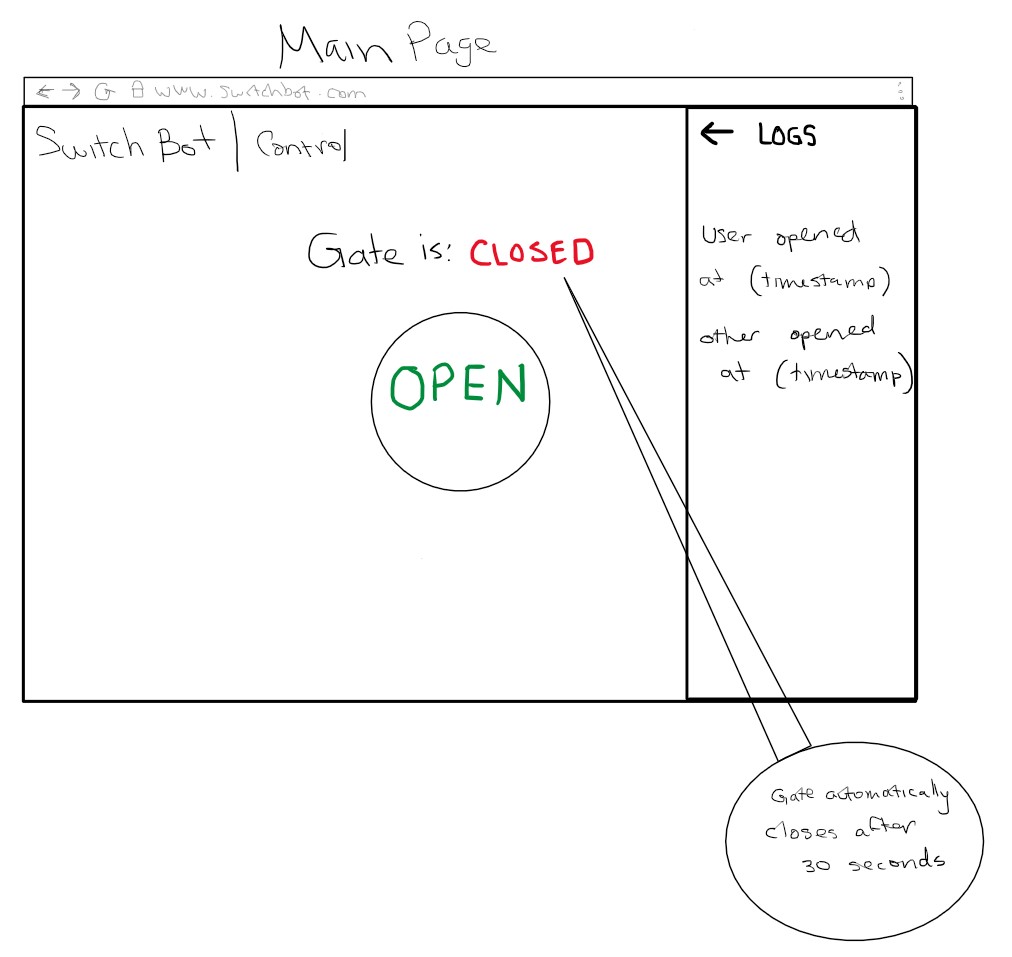 Main Page
www.switchbot.com
Switch Bot | Control
← LOGS
Gate is: CLOSED
OPEN
User opened
at (timestamp)
other opened
at (timestamp)
Gate automatically
closes after
30 seconds